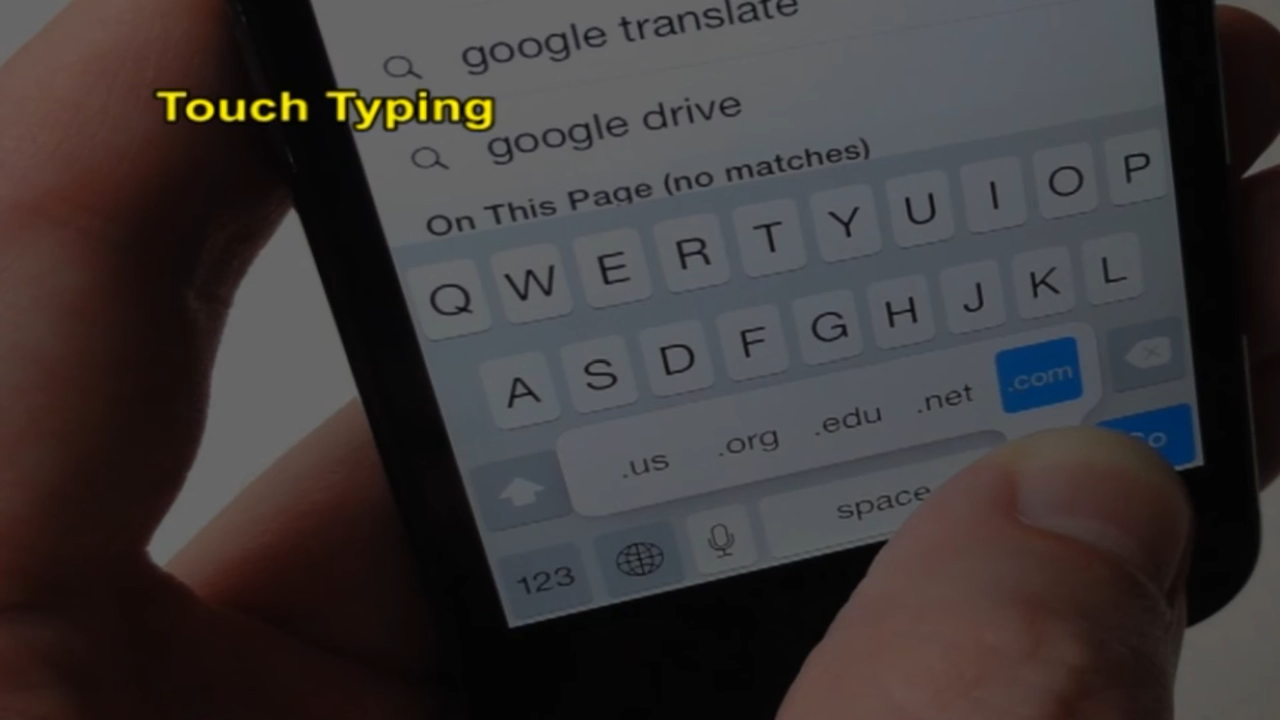 google translate
Touch Typing
google drive
On This Page (no matches)
Q W E R T Y U I O P
A S D F G H J K L
.us .org .edu .net .com
space
123